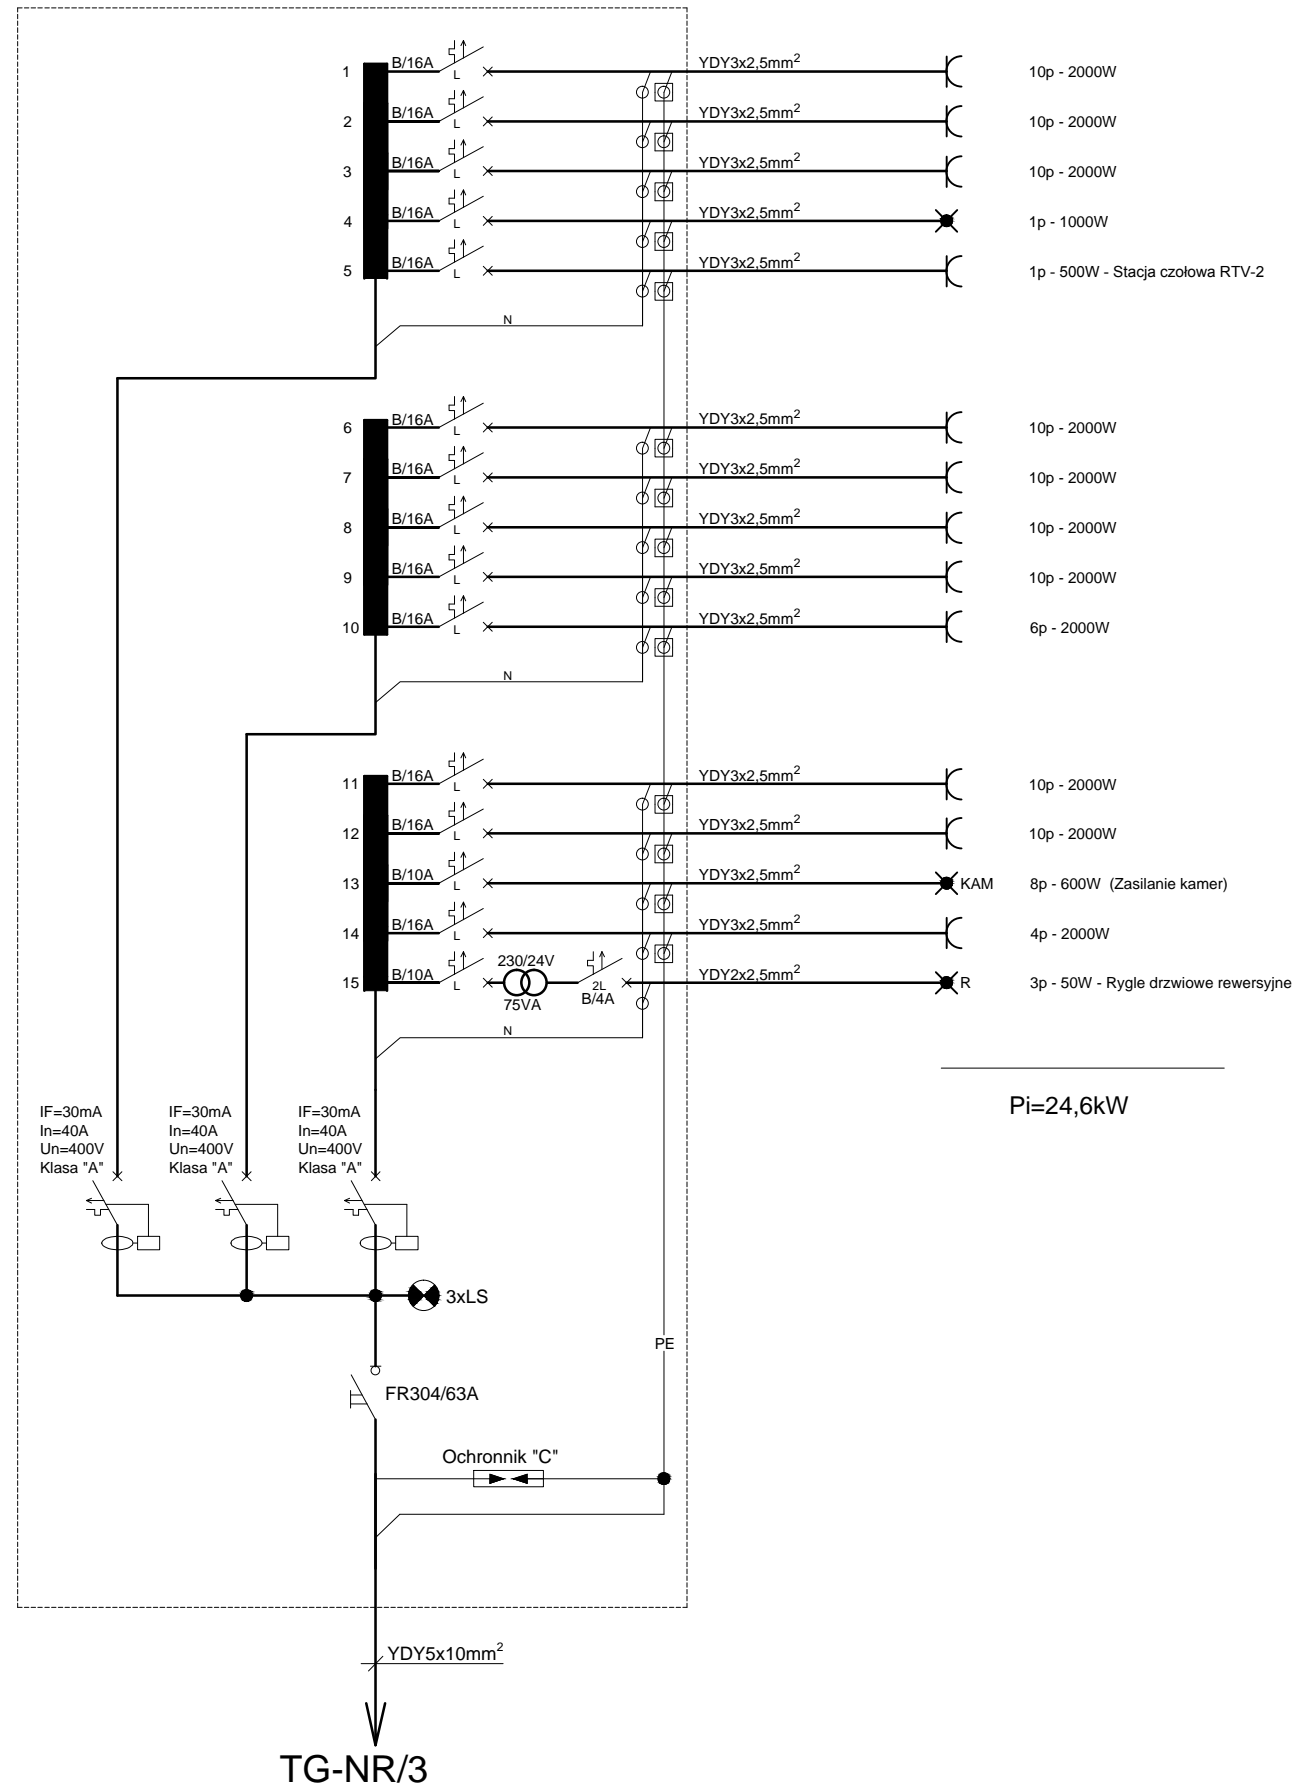 1 B/16A L YDY3x2,5mm² 10p - 2000W
2 B/16A L YDY3x2,5mm² 10p - 2000W
3 B/16A L YDY3x2,5mm² 10p - 2000W
4 B/16A L YDY3x2,5mm² 1p - 1000W
5 B/16A L YDY3x2,5mm² 1p - 500W - Stacja czołowa RTV-2
N
6 B/16A L YDY3x2,5mm² 10p - 2000W
7 B/16A L YDY3x2,5mm² 10p - 2000W
8 B/16A L YDY3x2,5mm² 10p - 2000W
9 B/16A L YDY3x2,5mm² 10p - 2000W
10 B/16A L YDY3x2,5mm² 6p - 2000W
N
11 B/16A L YDY3x2,5mm² 10p - 2000W
12 B/16A L YDY3x2,5mm² 10p - 2000W
13 B/10A L YDY3x2,5mm² KAM 8p - 600W (Zasilanie kamer)
14 B/16A L YDY3x2,5mm² 4p - 2000W
15 B/10A L 230/24V 75VA 2L B/4A YDY2x2,5mm² R 3p - 50W - Rygle drzwiowe rewersyjne
N
Pi=24,6kW
IF=30mA IF=30mA IF=30mA
In=40A In=40A In=40A
Un=400V Un=400V Un=400V
Klasa "A" Klasa "A" Klasa "A"
3xLS
PE
FR304/63A
Ochronnik "C"
YDY5x10mm²
TG-NR/3